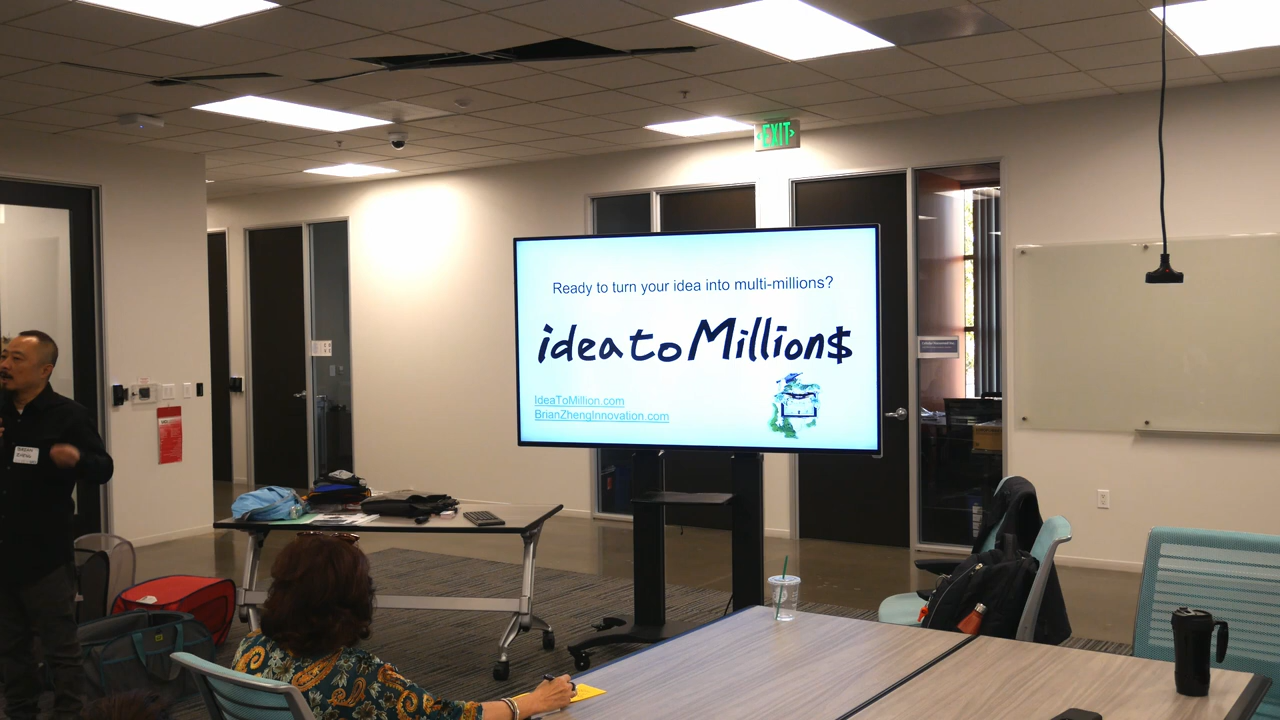 EXIT
Ready to turn your idea into multi-millions?
ideatoMillion$
IdeaToMillion.com
BrianZhengInnovation.com